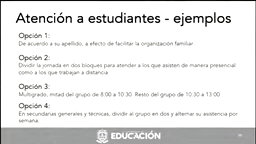 Atención a estudiantes - ejemplos
Opción 1:
De acuerdo a su apellido, a efecto de facilitar la organización familiar
Opción 2:
Dividir la jornada en dos bloques para atender a los que asisten de manera presencial
como a los que trabajan a distancia
Opción 3:
Multigrado, mitad del grupo de 8:00 a 10:30  Resto del grupo de 10:30 a 13:00
Opción 4:
En secundarias generales y técnicas, dividir al grupo en dos y alternar su asistencia por
semana
EDUCACIÓN